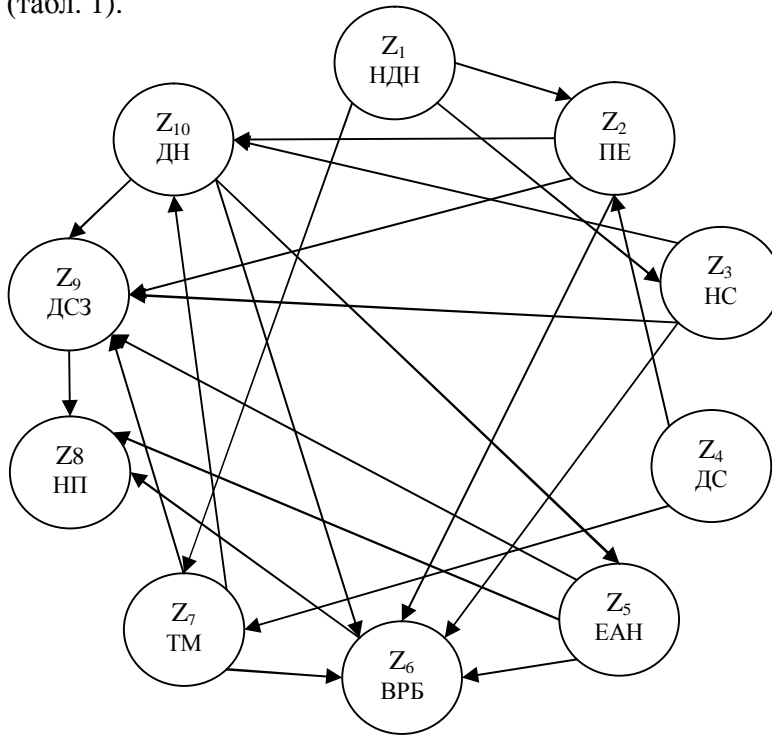 (табл. 1).
Z1
НДН
Z10
ДН
Z2
ПЕ
Z9
ДСЗ
Z3
НС
Z8
НП
Z4
ДС
Z7
ТМ
Z6
ВРБ
Z5
ЕАН